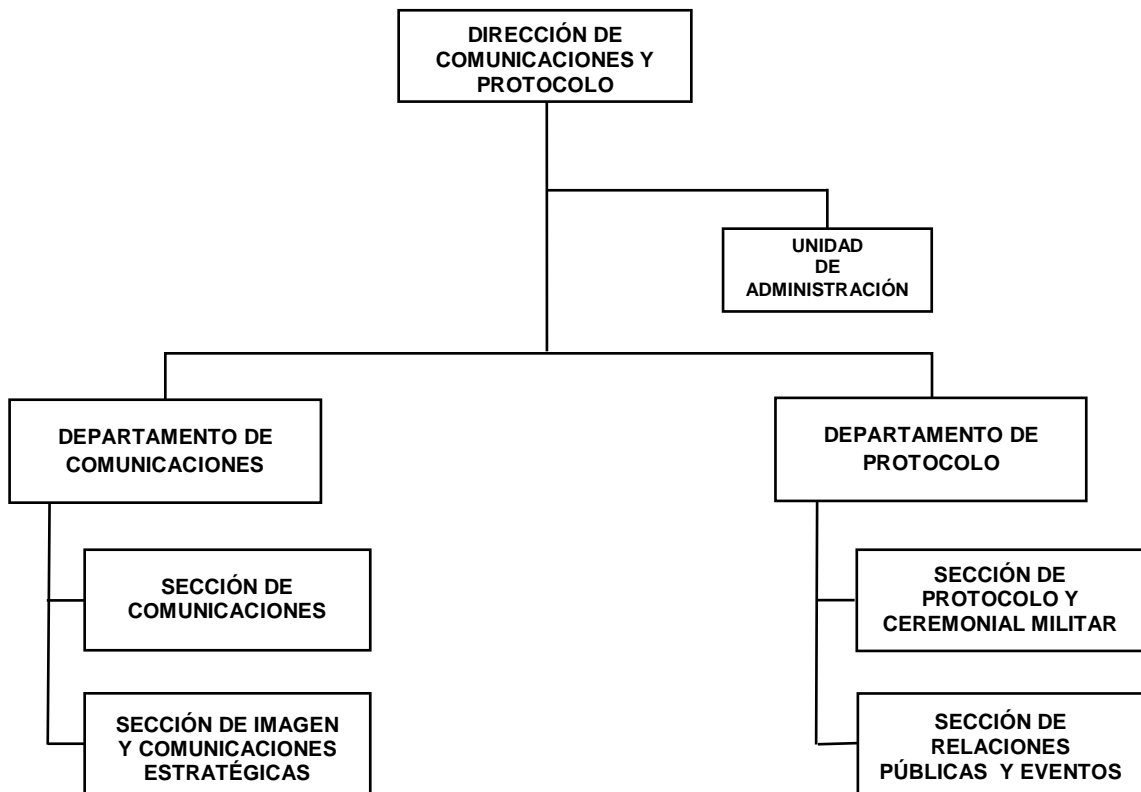 DIRECCIÓN DE
COMUNICACIONES Y
PROTOCOLO
UNIDAD
DE
ADMINISTRACIÓN
DEPARTAMENTO DE
COMUNICACIONES
DEPARTAMENTO DE
PROTOCOLO
SECCIÓN DE
COMUNICACIONES
SECCIÓN DE
PROTOCOLO Y
CEREMONIAL MILITAR
SECCIÓN DE IMAGEN
Y COMUNICACIONES
ESTRATÉGICAS
SECCIÓN DE
RELACIONES
PÚBLICAS Y EVENTOS